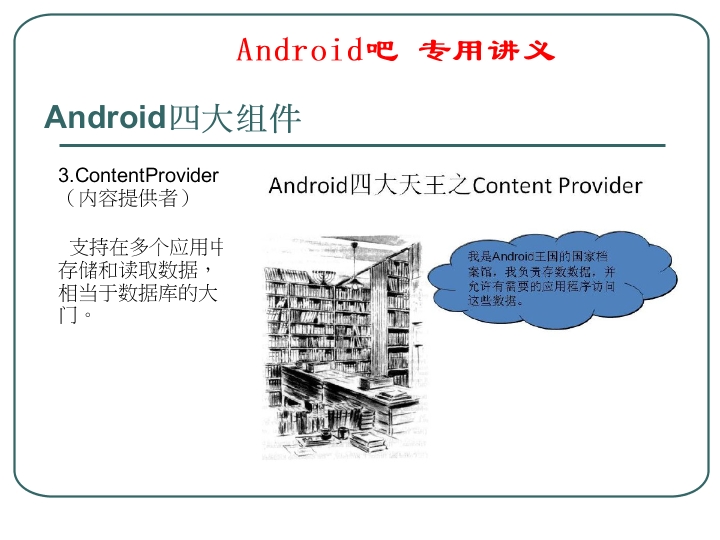 Android吧 专用讲义
Android四大组件
3.ContentProvider
（内容提供者）
支持在多个应用中
存储和读取数据，
相当于数据库的大
门。
Android四大天王之Content Provider
我是Android王国的国家档
案馆，我负责存数数据，并
允许有需要的应用程序访问
这些数据。